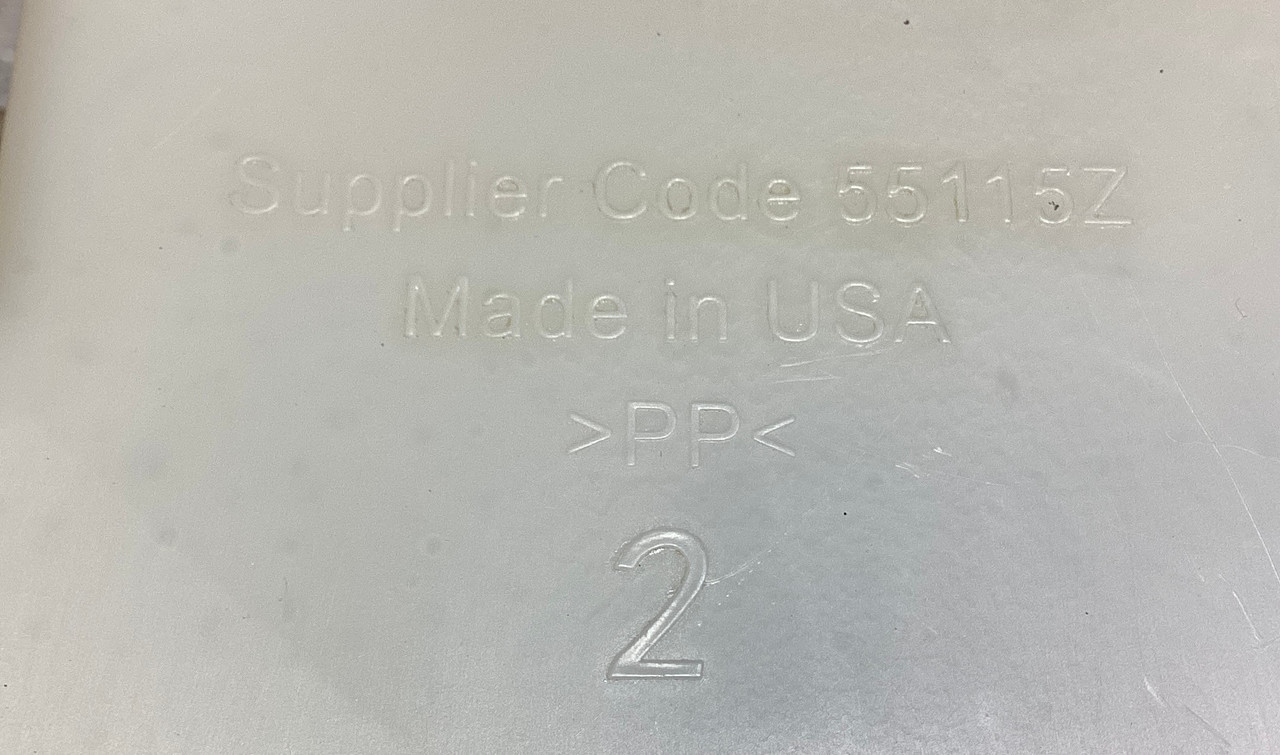 Supplier Code 55115Z
Made in USA
>PP<
2